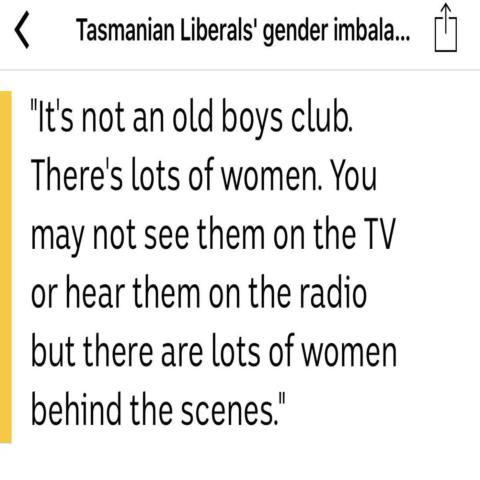 Tasmanian Liberals' gender imbala...
"It's not an old boys club.
There's lots of women. You
may not see them on the TV
or hear them on the radio
but there are lots of women
behind the scenes."